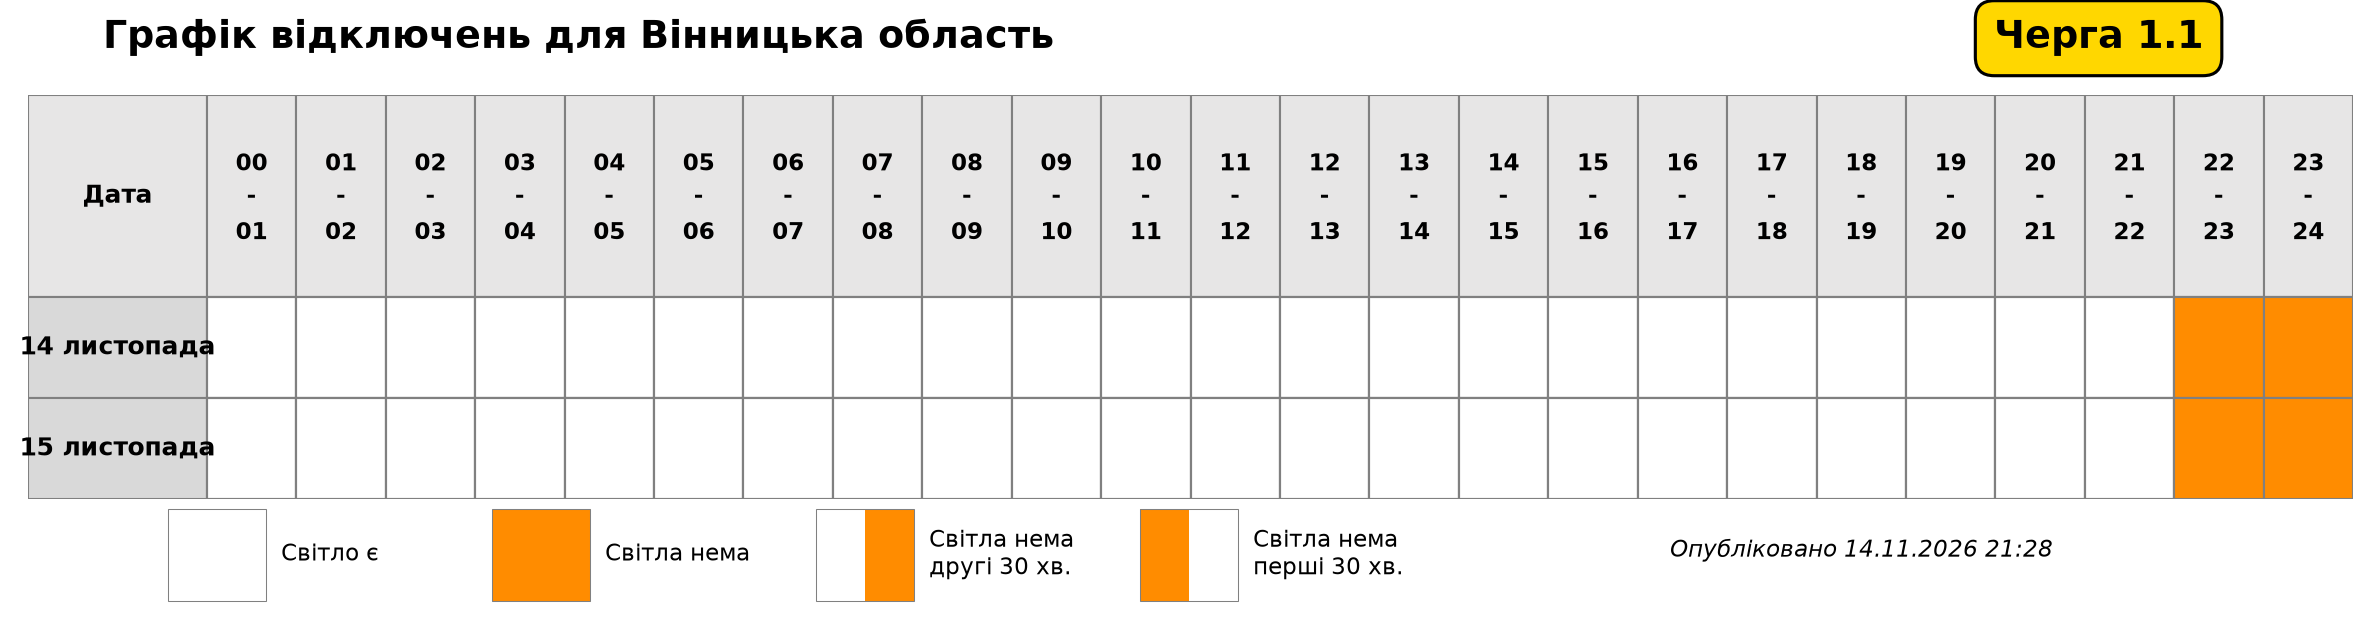 Графік відключень для Вінницька область
Черга 1.1
Дата
00 - 01
01 - 02
02 - 03
03 - 04
04 - 05
05 - 06
06 - 07
07 - 08
08 - 09
09 - 10
10 - 11
11 - 12
12 - 13
13 - 14
14 - 15
15 - 16
16 - 17
17 - 18
18 - 19
19 - 20
20 - 21
21 - 22
22 - 23
23 - 24
14 листопада
15 листопада
Світло є
Світла нема
Світла нема
другі 30 хв.
Світла нема
перші 30 хв.
Опубліковано 14.11.2026 21:28